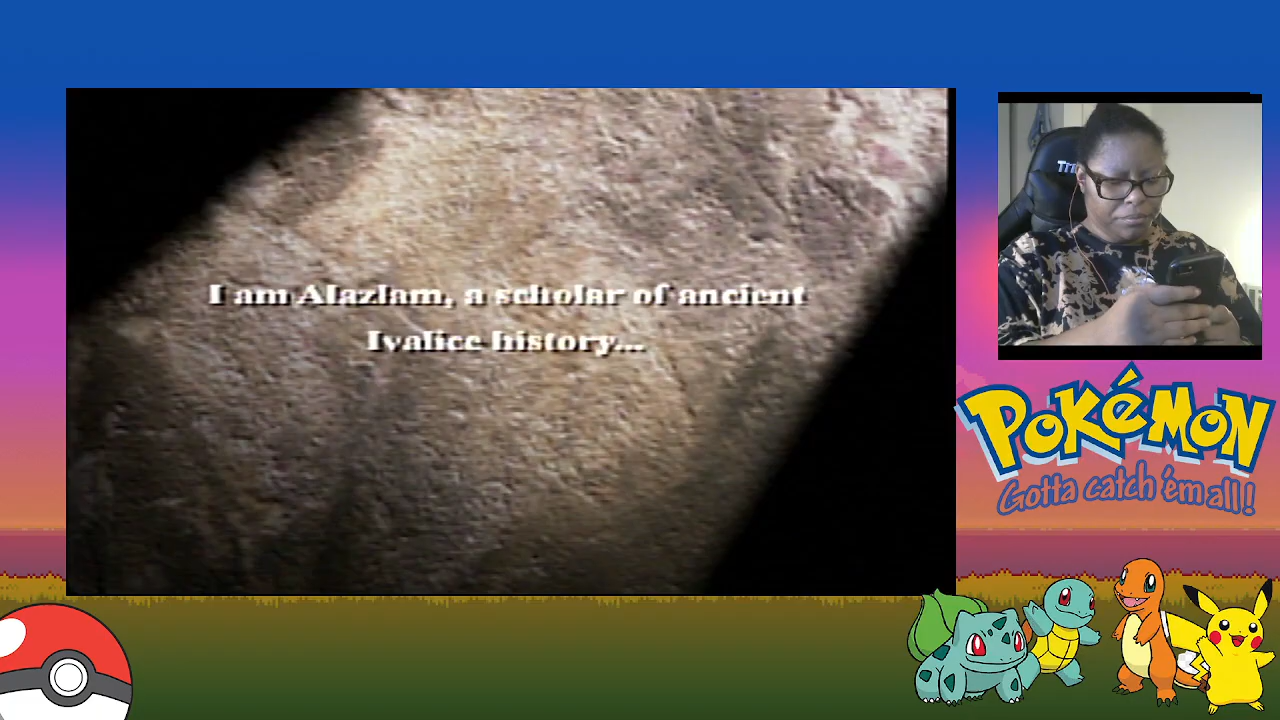 I am Alazlam, a scholar of ancient
Ivalice history...
POKéMON
Gotta catch 'em all!